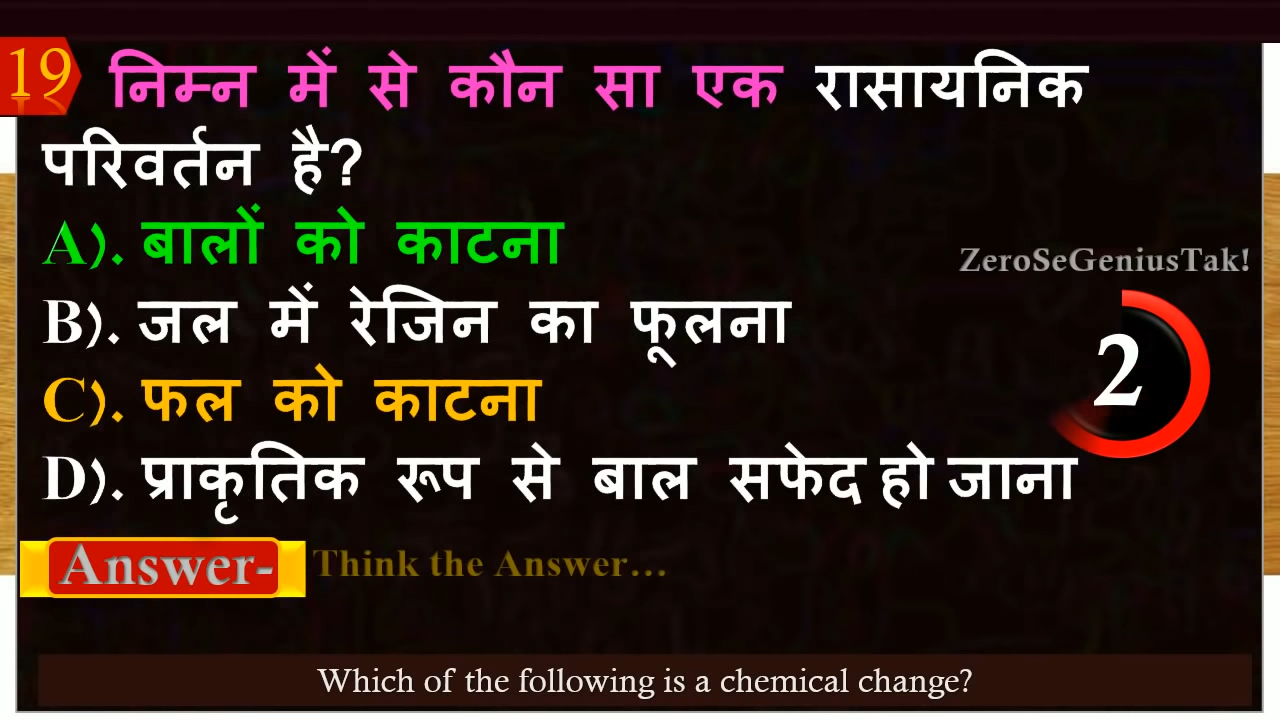 19 निम्न में से कौन सा एक रासायनिक
परिवर्तन है?
A). बालों को काटना
ZeroSeGeniusTak!
B). जल में रेजिन का फूलना
2
C). फल को काटना
D). प्राकृतिक रूप से बाल सफेद हो जाना
Answer- Think the Answer...
Which of the following is a chemical change?